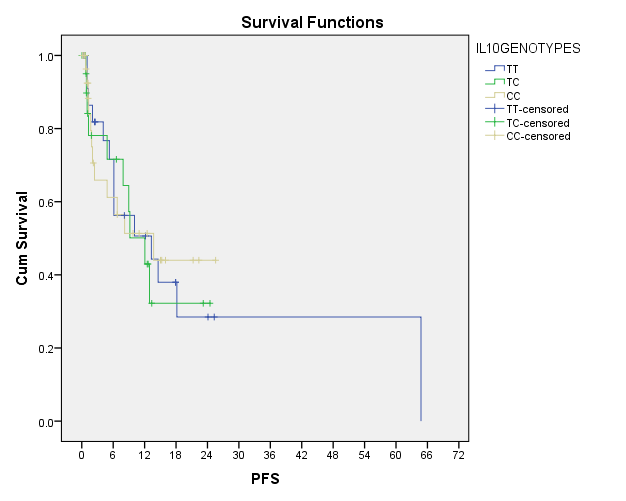 Survival Functions
IL10GENOTYPES
TT
TC
CC
TT-censored
TC-censored
CC-censored
Cum Survival
1.0
0.8
0.6
0.4
0.2
0.0
0 6 12 18 24 30 36 42 48 54 60 66 72
PFS